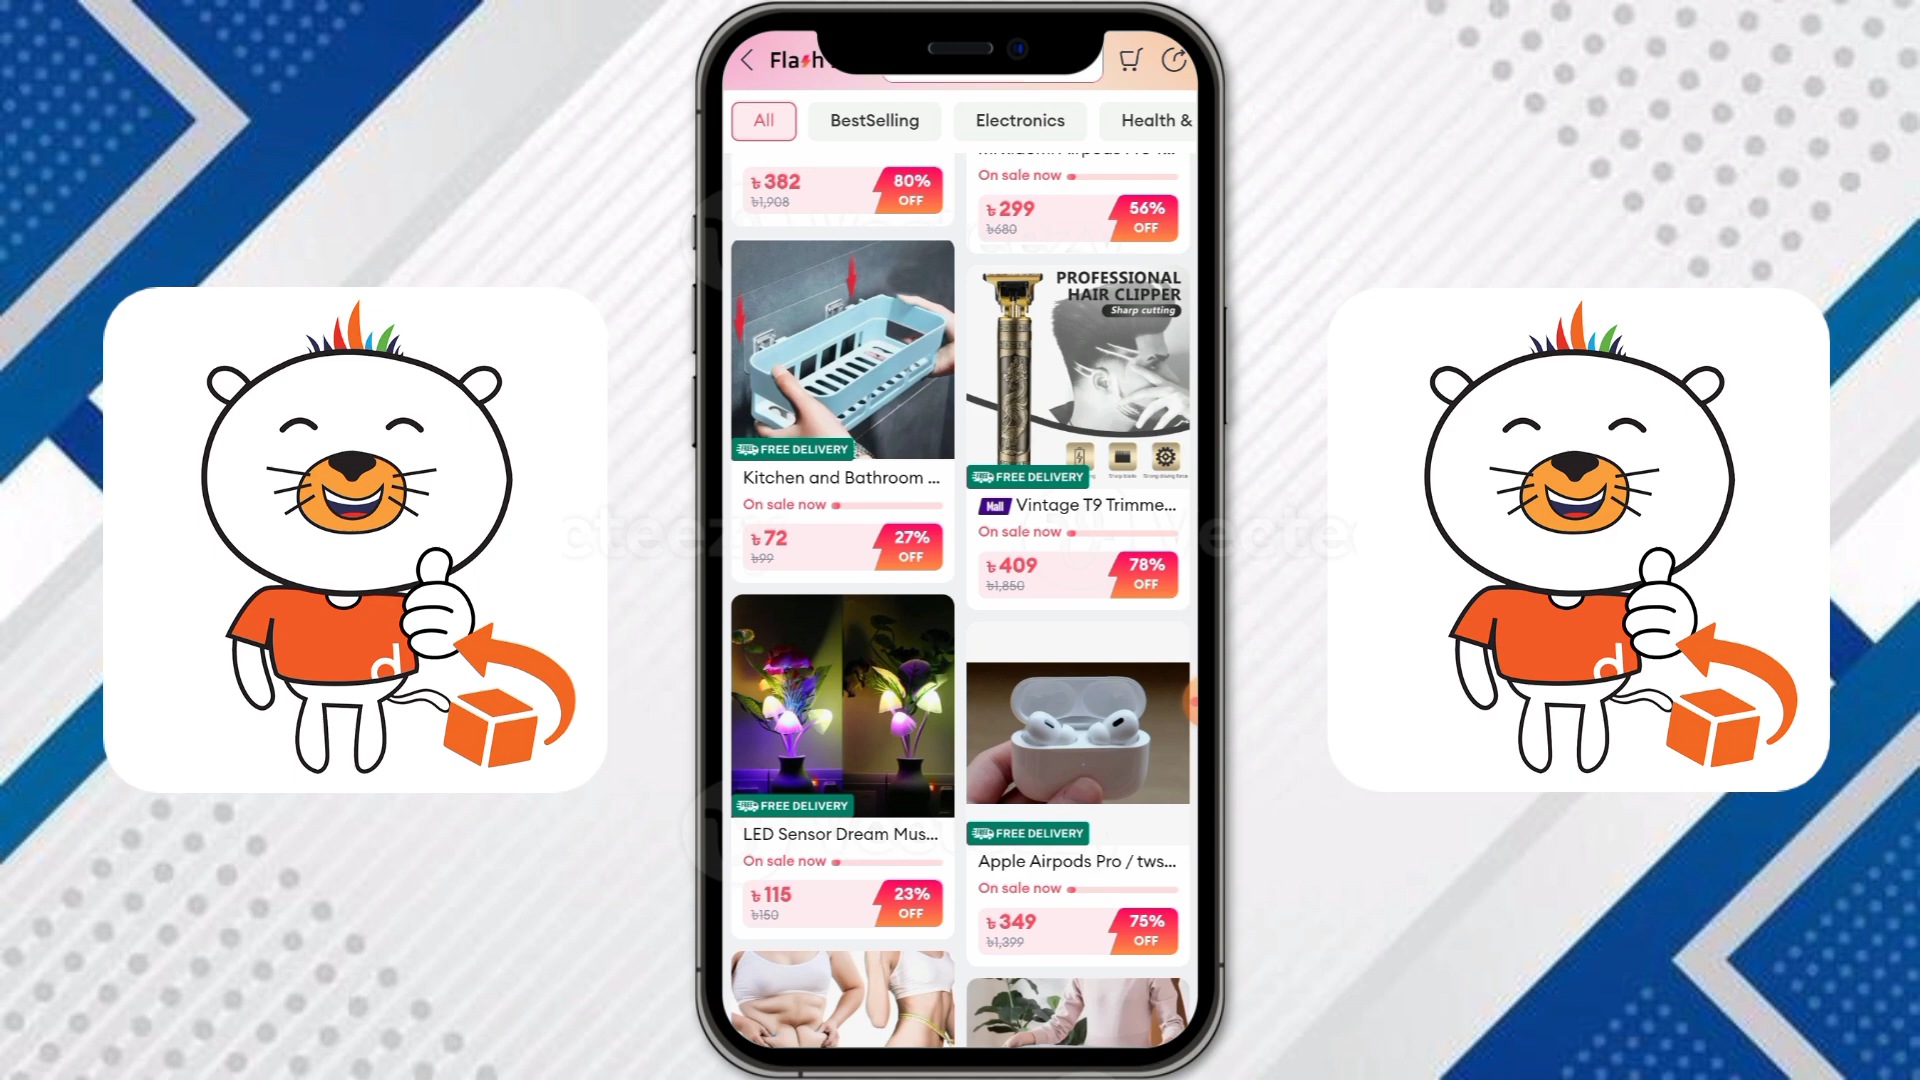 Flash
All
BestSelling
Electronics
Health &
৳ 382
৳1,908
80%
OFF
On sale now
৳ 299
৳680
56%
OFF
FREE DELIVERY
Kitchen and Bathroom ...
On sale now
৳ 72
৳99
27%
OFF
PROFESSIONAL
HAIR CLIPPER
Sharp cutting
FREE DELIVERY
Mall Vintage T9 Trimme...
On sale now
৳ 409
৳1,850
78%
OFF
FREE DELIVERY
LED Sensor Dream Mus...
On sale now
৳ 115
৳150
23%
OFF
FREE DELIVERY
Apple Airpods Pro / tws...
On sale now
৳ 349
৳1,399
75%
OFF
d
d